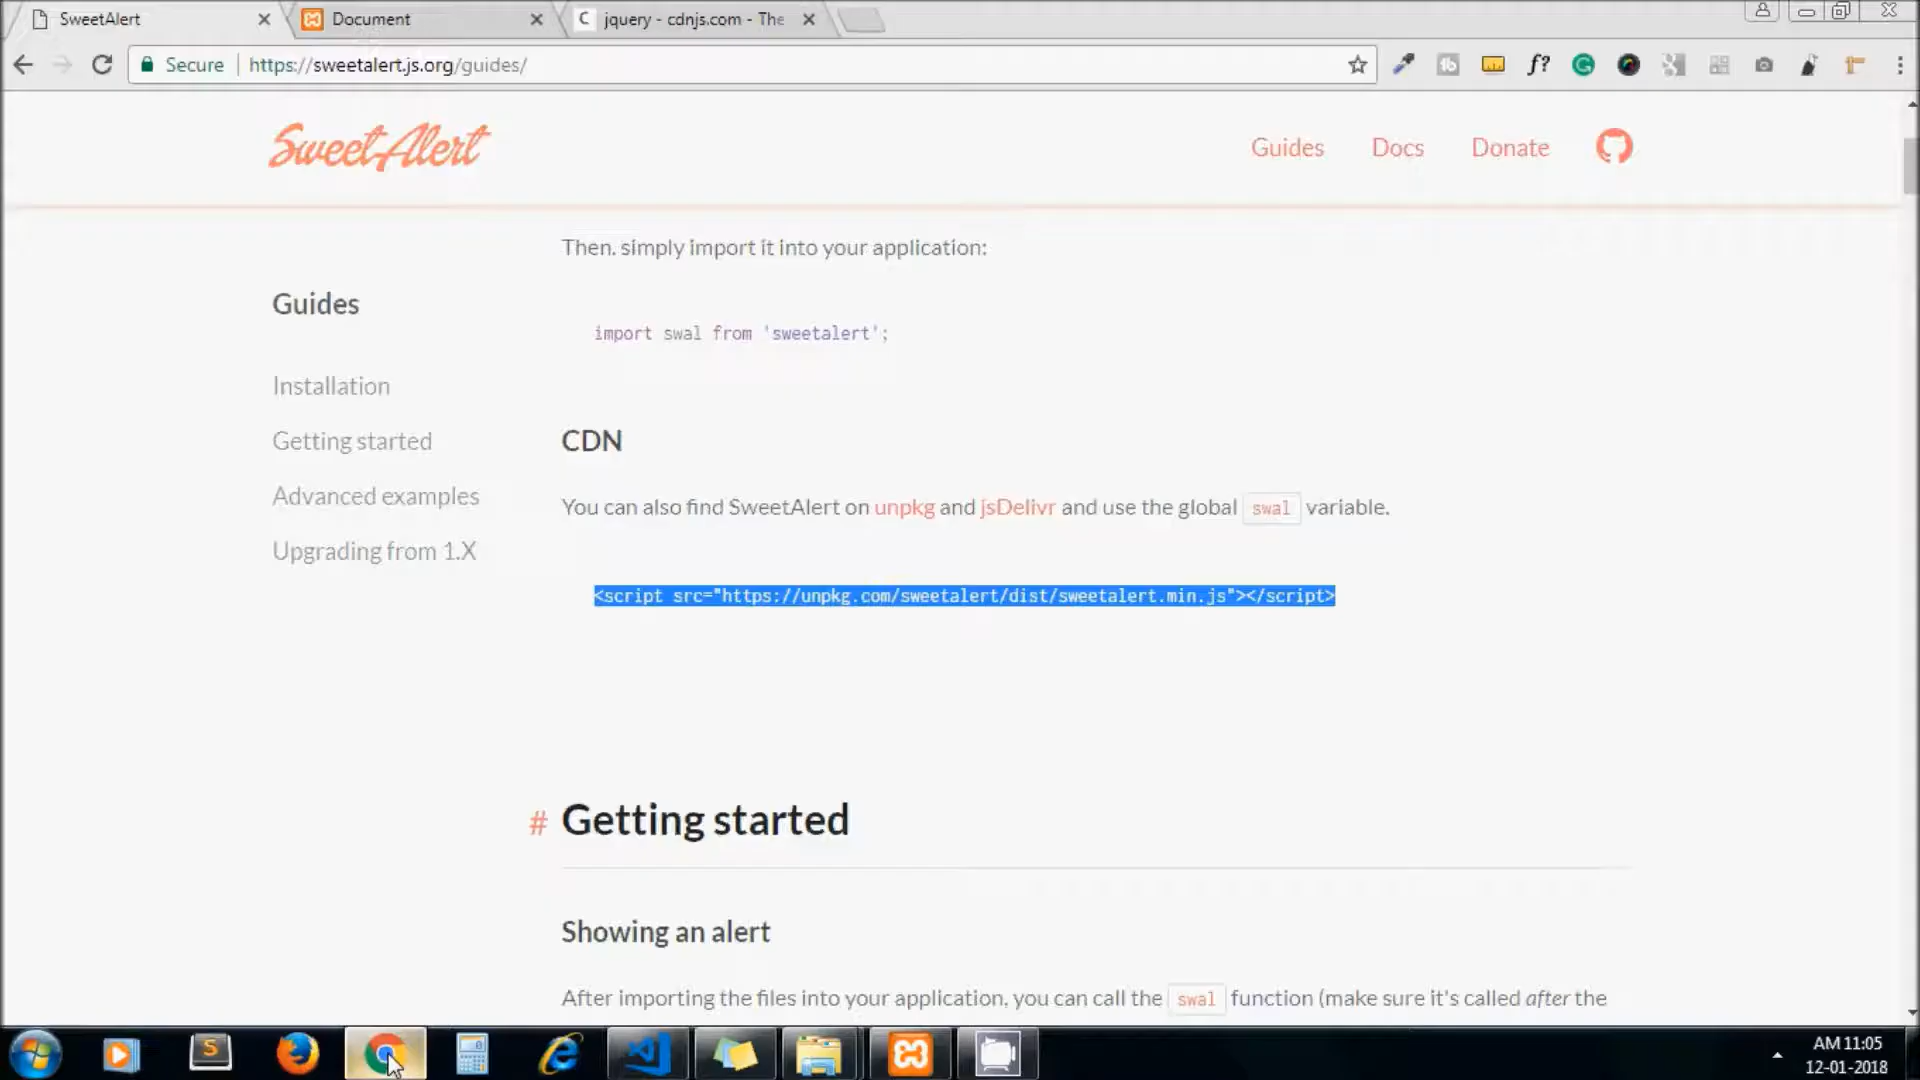 SweetAlert
Document
C jquery - cdnjs.com - The
Secure | https://sweetalert.js.org/guides/
f?
SweetAlert
Guides Docs Donate
Then, simply import it into your application:
Guides
import swal from 'sweetalert';
Installation
CDN
Getting started
Advanced examples
You can also find SweetAlert on unpkg and jsDelivr and use the global swal variable.
Upgrading from 1.X
<script src="https://unpkg.com/sweetalert/dist/sweetalert.min.js"></script>
# Getting started
Showing an alert
After importing the files into your application, you can call the swal function (make sure it's called after the
S
AM 11:05
12-01-2018